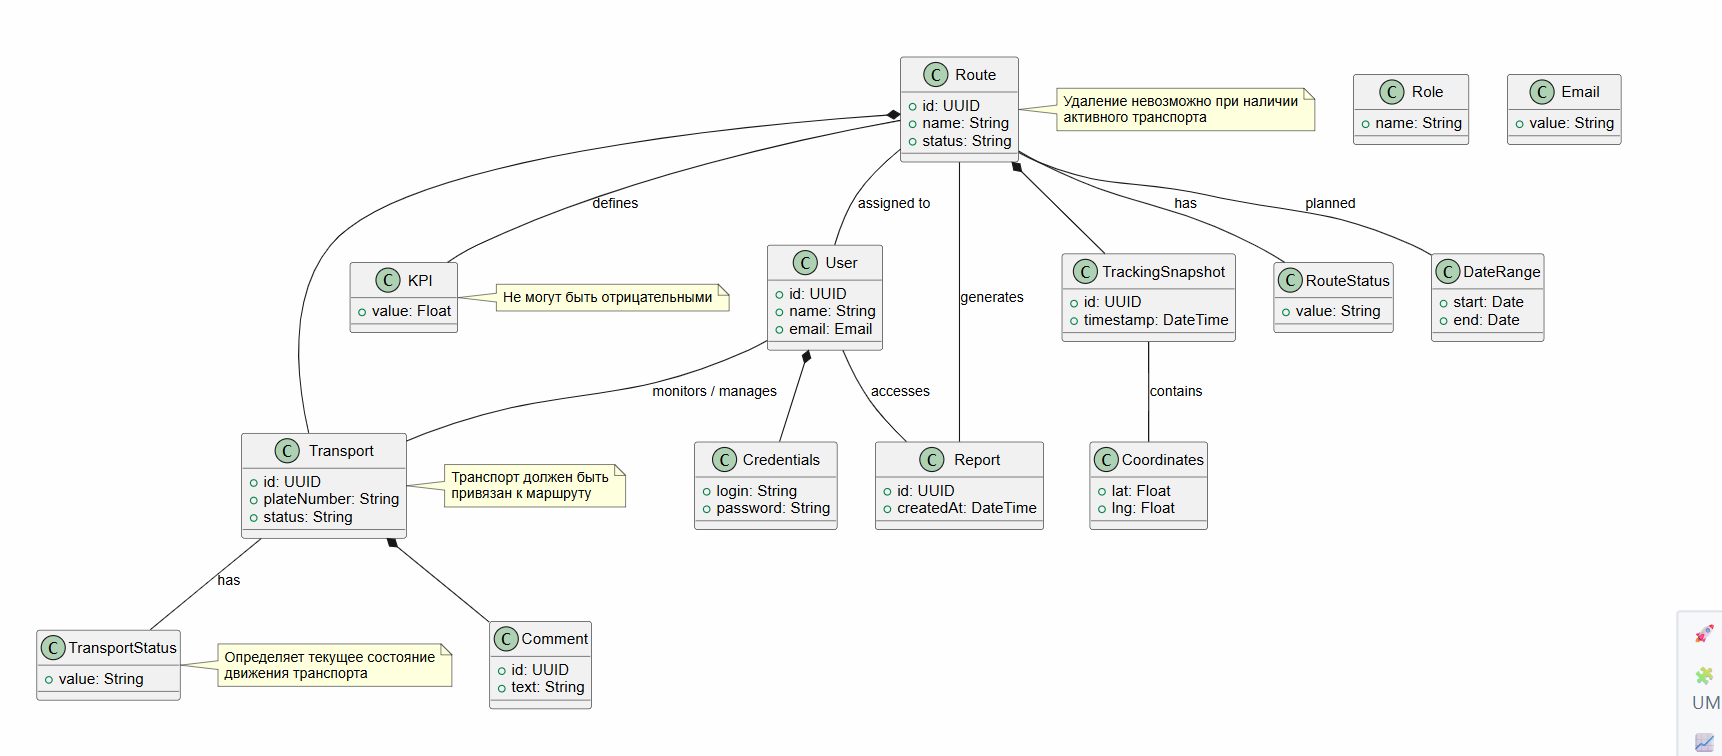 C Route
id: UUID
name: String
status: String
Удаление невозможно при наличии
активного транспорта
C Role
name: String
C Email
value: String
defines
assigned to
has
planned
C KPI
value: Float
Не могут быть отрицательными
C User
id: UUID
name: String
email: Email
generates
C TrackingSnapshot
id: UUID
timestamp: DateTime
C RouteStatus
value: String
C DateRange
start: Date
end: Date
monitors / manages
accesses
contains
C Transport
id: UUID
plateNumber: String
status: String
Транспорт должен быть
привязан к маршруту
C Credentials
login: String
password: String
C Report
id: UUID
createdAt: DateTime
C Coordinates
lat: Float
lng: Float
has
C TransportStatus
value: String
Определяет текущее состояние
движения транспорта
C Comment
id: UUID
text: String
UM